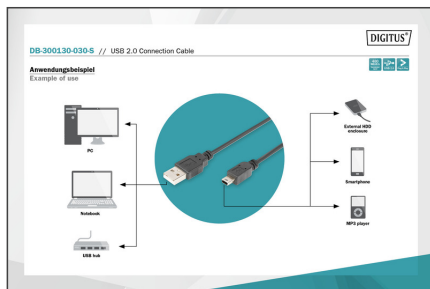 DIGITUS®
DB-300130-030-S // USB 2.0 Connection Cable
Anwendungsbeispiel
Example of use
PC
Notebook
USB hub
External HDD
enclosure
Smartphone
MP3 player